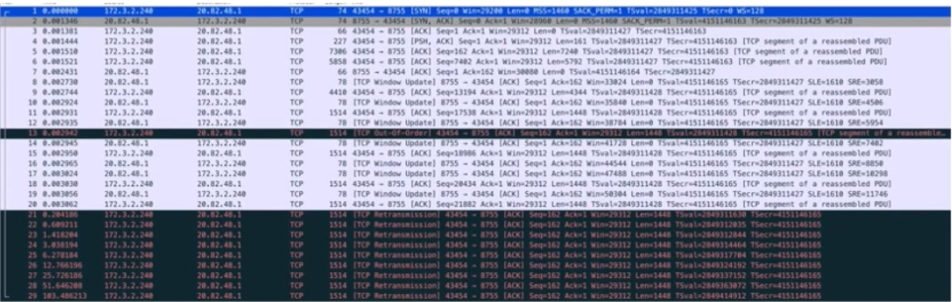 1 0.000000 172.3.2.240 20.82.48.1 TCP 74 43454 → 8755 [SYN] Seq=0 Win=29200 Len=0 MSS=1460 SACK_PERM=1 TSval=2849311425 TSecr=0 WS=128
2 0.001346 20.82.48.1 172.3.2.240 TCP 74 8755 → 43454 [SYN, ACK] Seq=0 Ack=1 Win=28960 Len=0 MSS=1460 SACK_PERM=1 TSval=4151146163 TSecr=2849311425 WS=128
3 0.001381 172.3.2.240 20.82.48.1 TCP 66 43454 → 8755 [ACK] Seq=1 Ack=1 Win=29312 Len=0 TSval=2849311427 TSecr=4151146163
4 0.001444 172.3.2.240 20.82.48.1 TCP 227 43454 → 8755 [PSH, ACK] Seq=1 Ack=1 Win=29312 Len=161 TSval=2849311427 TSecr=4151146163 [TCP segment of a reassembled PDU]
5 0.001510 172.3.2.240 20.82.48.1 TCP 7306 43454 → 8755 [ACK] Seq=162 Ack=1 Win=29312 Len=7240 TSval=2849311427 TSecr=4151146163 [TCP segment of a reassembled PDU]
6 0.001521 172.3.2.240 20.82.48.1 TCP 5858 43454 → 8755 [ACK] Seq=7402 Ack=1 Win=29312 Len=5792 TSval=2849311427 TSecr=4151146163 [TCP segment of a reassembled PDU]
7 0.002431 20.82.48.1 172.3.2.240 TCP 66 8755 → 43454 [ACK] Seq=1 Ack=162 Win=30080 Len=0 TSval=4151146164 TSecr=2849311427
8 0.002730 20.82.48.1 172.3.2.240 TCP 78 [TCP Window Update] 8755 → 43454 [ACK] Seq=1 Ack=162 Win=33024 Len=0 TSval=4151146165 TSecr=2849311427 SLE=1610 SRE=3058
9 0.002744 172.3.2.240 20.82.48.1 TCP 4410 43454 → 8755 [ACK] Seq=13194 Ack=1 Win=29312 Len=4344 TSval=2849311428 TSecr=4151146165 [TCP segment of a reassembled PDU]
10 0.002924 20.82.48.1 172.3.2.240 TCP 78 [TCP Window Update] 8755 → 43454 [ACK] Seq=1 Ack=162 Win=35840 Len=0 TSval=4151146165 TSecr=2849311427 SLE=1610 SRE=4506
11 0.002931 172.3.2.240 20.82.48.1 TCP 1514 43454 → 8755 [ACK] Seq=17538 Ack=1 Win=29312 Len=1448 TSval=2849311428 TSecr=4151146165 [TCP segment of a reassembled PDU]
12 0.002935 20.82.48.1 172.3.2.240 TCP 78 [TCP Window Update] 8755 → 43454 [ACK] Seq=1 Ack=162 Len=0 TSval=4151146165 TSecr=2849311427 SLE=1610 SRE=5954
13 0.002942 172.3.2.240 20.82.48.1 TCP 1514 [TCP Out-Of-Order] 43454 → 8755 [ACK] Seq=162 Ack=1 Win=29312 Len=1448 TSval=2849311428 TSecr=4151146165 [TCP segment of a reassemble…
14 0.002945 20.82.48.1 172.3.2.240 TCP 78 [TCP Window Update] 8755 → 43454 [ACK] Seq=1 Ack=162 Win=41728 Len=0 TSval=4151146165 TSecr=2849311427 SLE=1610 SRE=7402
15 0.002950 172.3.2.240 20.82.48.1 TCP 1514 43454 → 8755 [ACK] Seq=18986 Ack=1 Win=29312 Len=1448 TSval=2849311428 TSecr=4151146165 [TCP segment of a reassembled PDU]
16 0.002965 20.82.48.1 172.3.2.240 TCP 78 [TCP Window Update] 8755 → 43454 [ACK] Seq=1 Ack=162 Win=44544 Len=0 TSval=4151146165 TSecr=2849311427 SLE=1610 SRE=8850
17 0.003024 20.82.48.1 172.3.2.240 TCP 78 [TCP Window Update] 8755 → 43454 [ACK] Seq=1 Ack=162 Win=47488 Len=0 TSval=4151146165 TSecr=2849311427 SLE=1610 SRE=10298
18 0.003030 172.3.2.240 20.82.48.1 TCP 1514 43454 → 8755 [ACK] Seq=20434 Ack=1 Win=29312 Len=1448 TSval=2849311428 TSecr=4151146165 [TCP segment of a reassembled PDU]
19 0.003056 20.82.48.1 172.3.2.240 TCP 78 [TCP Window Update] 8755 → 43454 [ACK] Seq=1 Ack=162 Win=50304 Len=0 TSval=4151146165 TSecr=2849311427 SLE=1610 SRE=11746
20 0.003062 172.3.2.240 20.82.48.1 TCP 1514 43454 → 8755 [ACK] Seq=21882 Ack=1 Win=29312 Len=1448 TSval=2849311428 TSecr=4151146165 [TCP segment of a reassembled PDU]
21 0.204186 172.3.2.240 20.82.48.1 TCP 1514 [TCP Retransmission] 43454 → 8755 [ACK] Seq=162 Ack=1 Win=29312 Len=1448 TSval=2849311630 TSecr=4151146165
22 0.609211 172.3.2.240 20.82.48.1 TCP 1514 [TCP Retransmission] 43454 → 8755 [ACK] Seq=162 Ack=1 Win=29312 Len=1448 TSval=2849312035 TSecr=4151146165
23 1.418204 172.3.2.240 20.82.48.1 TCP 1514 [TCP Retransmission] 43454 → 8755 [ACK] Seq=162 Ack=1 Win=29312 Len=1448 TSval=2849312844 TSecr=4151146165
24 3.038194 172.3.2.240 20.82.48.1 TCP 1514 [TCP Retransmission] 43454 → 8755 [ACK] Seq=162 Ack=1 Win=29312 Len=1448 TSval=2849314464 TSecr=4151146165
25 6.278184 172.3.2.240 20.82.48.1 TCP 1514 [TCP Retransmission] 43454 → 8755 [ACK] Seq=162 Ack=1 Win=29312 Len=1448 TSval=2849317704 TSecr=4151146165
26 12.766196 172.3.2.240 20.82.48.1 TCP 1514 [TCP Retransmission] 43454 → 8755 [ACK] Seq=162 Ack=1 Win=29312 Len=1448 TSval=2849324192 TSecr=4151146165
27 25.726186 172.3.2.240 20.82.48.1 TCP 1514 [TCP Retransmission] 43454 → 8755 [ACK] Seq=162 Ack=1 Win=29312 Len=1448 TSval=2849337152 TSecr=4151146165
28 51.646208 172.3.2.240 20.82.48.1 TCP 1514 [TCP Retransmission] 43454 → 8755 [ACK] Seq=162 Ack=1 Win=29312 Len=1448 TSval=2849363072 TSecr=4151146165
29 103.486213 172.3.2.240 20.82.48.1 TCP 1514 [TCP Retransmission] 43454 → 8755 [ACK] Seq=162 Ack=1 Win=29312 Len=1448 TSecr=4151146165